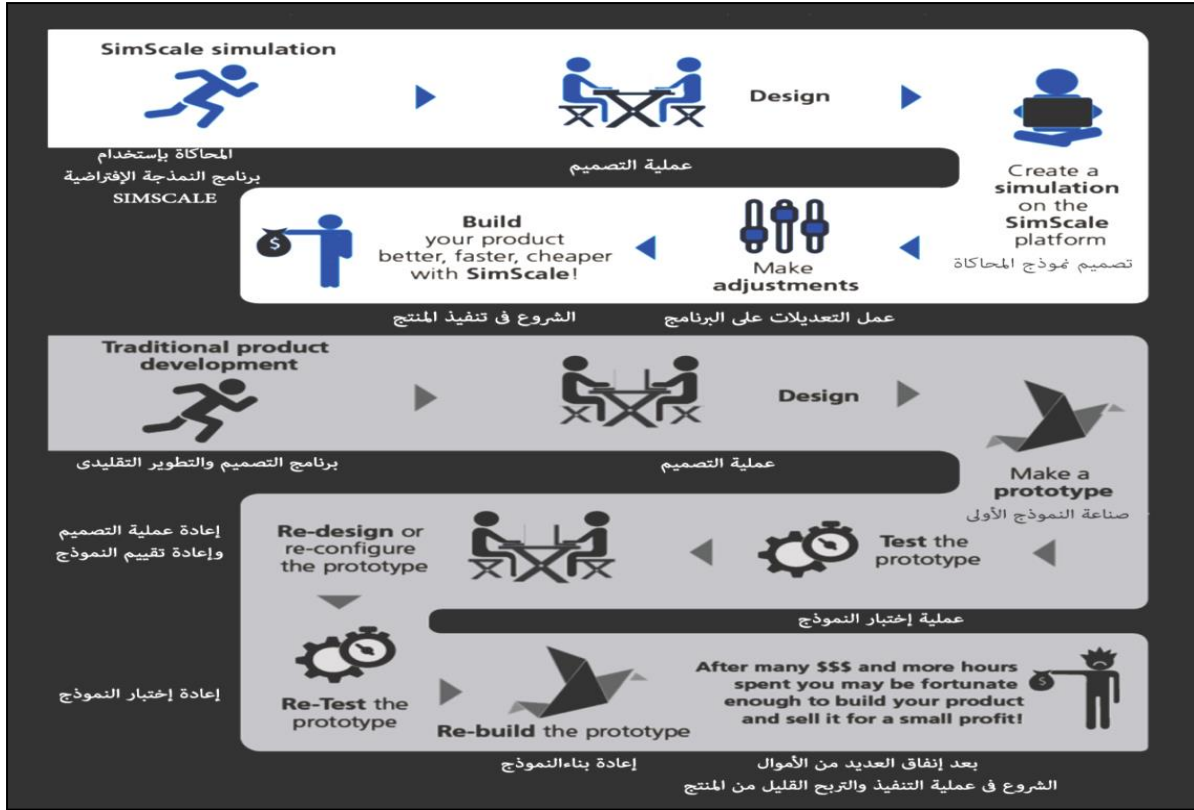 SimScale simulation
Design
المحاكاة بإستخدام
برنامج النمذجة الإفتراضية
SIMSCALE
عملية التصميم
Create a
simulation
on the
SimScale
platform
تصميم نموذج المحاكاة
Make
adjustments
عمل التعديلات على البرنامج
Build
your product
better, faster, cheaper
with SimScale!
$
الشروع فى تنفيذ المنتج
Traditional product
development
Design
برنامج التصميم والتطوير التقليدى
عملية التصميم
Make a
prototype
صناعة النموذج الأولى
Test the
prototype
عملية إختبار النموذج
Re-design or
re-configure
the prototype
إعادة عملية التصميم
وإعادة تقييم النموذج
Re-Test the
prototype
إعادة إختبار النموذج
Re-build the prototype
إعادة بناءالنموذج
After many $$$ and more hours
spent you may be fortunate
enough to build your product
and sell it for a small profit!
$
بعد إنفاق العديد من الأموال
الشروع فى عملية التنفيذ والتربح القليل من المنتج